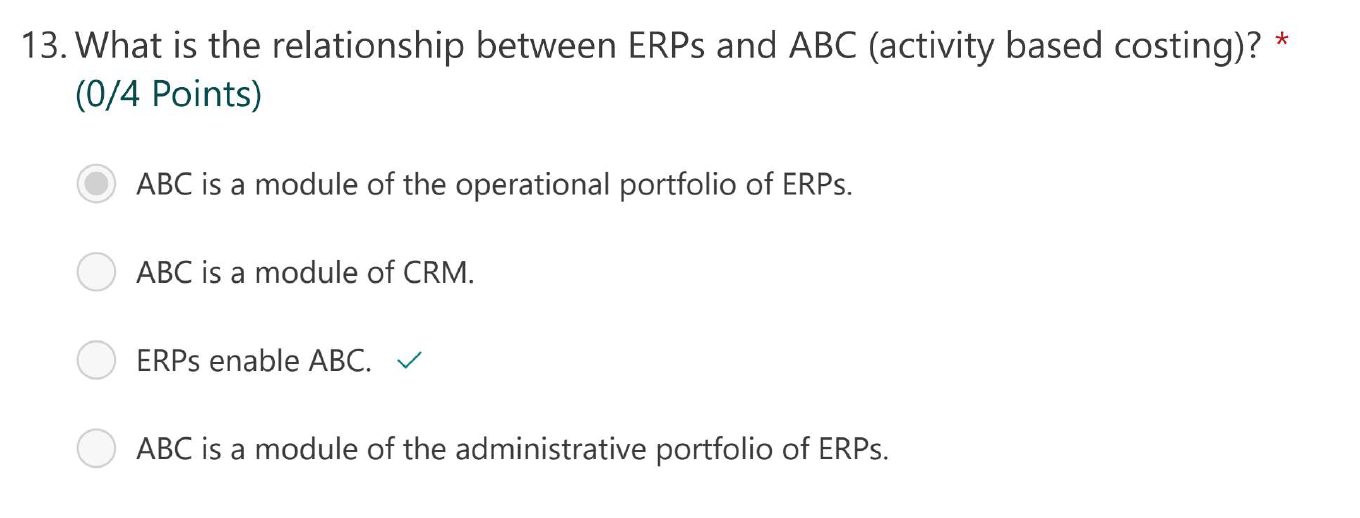 13. What is the relationship between ERPs and ABC (activity based costing)? *
(0/4 Points)
ABC is a module of the operational portfolio of ERPs.
ABC is a module of CRM.
ERPs enable ABC.
ABC is a module of the administrative portfolio of ERPs.